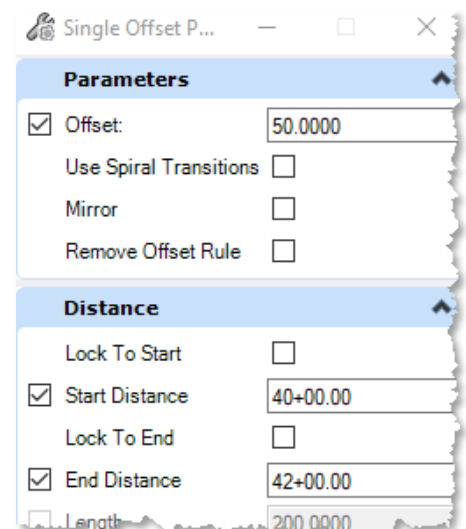 Single Offset P...
Parameters
Offset: 50.0000
Use Spiral Transitions
Mirror
Remove Offset Rule
Distance
Lock To Start
Start Distance 40+00.00
Lock To End
End Distance 42+00.00
Length 200.0000